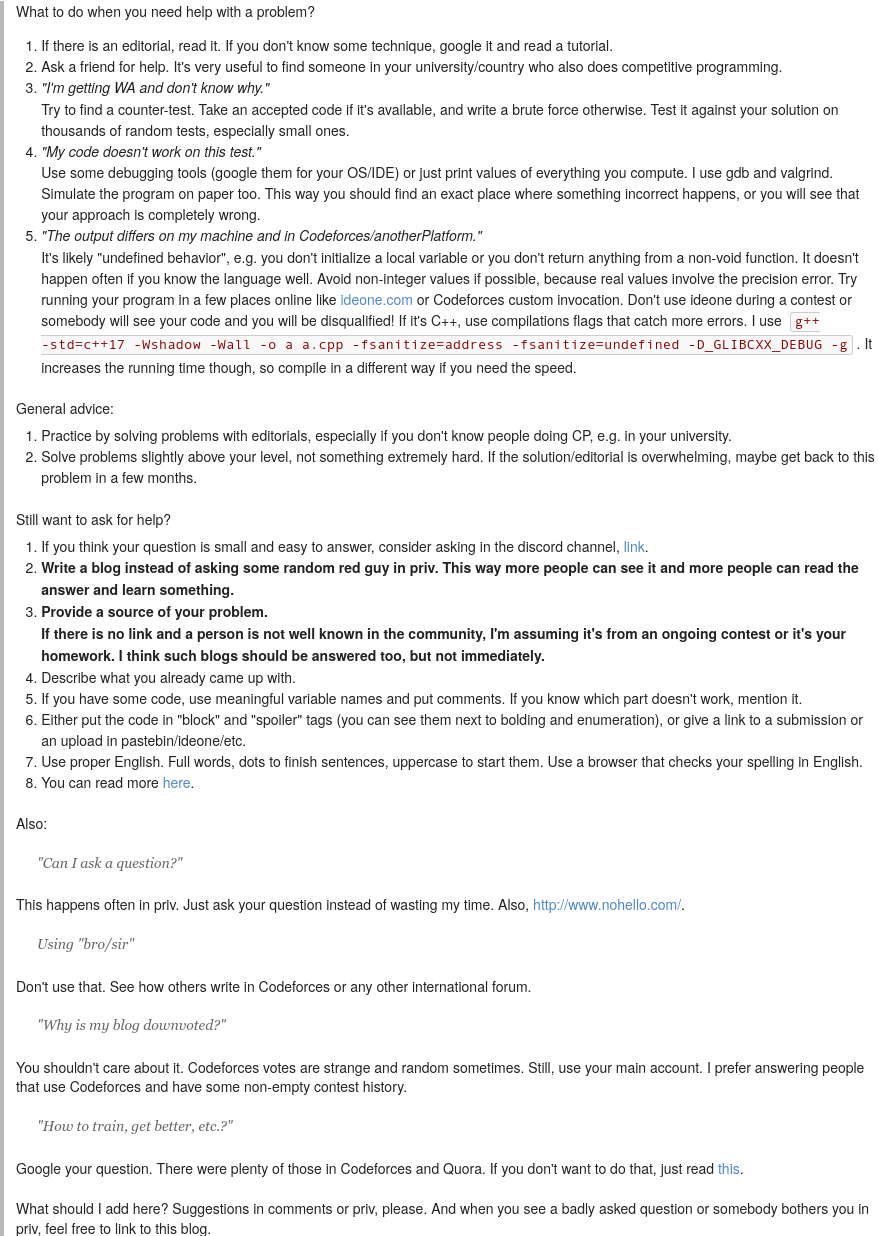 What to do when you need help with a problem?
1. If there is an editorial, read it. If you don't know some technique, google it and read a tutorial.
2. Ask a friend for help. It's very useful to find someone in your university/country who also does competitive programming.
3. "I'm getting WA and don't know why."
Try to find a counter-test. Take an accepted code if it's available, and write a brute force otherwise. Test it against your solution on
thousands of random tests, especially small ones.
4. "My code doesn't work on this test."
Use some debugging tools (google them for your OS/IDE) or just print values of everything you compute. I use gdb and valgrind.
Simulate the program on paper too. This way you should find an exact place where something incorrect happens, or you will see that
your approach is completely wrong.
5. "The output differs on my machine and in Codeforces/anotherPlatform."
It's likely "undefined behavior", e.g. you don't initialize a local variable or you don't return anything from a non-void function. It doesn't
happen often if you know the language well. Avoid non-integer values if possible, because real values involve the precision error. Try
running your program in a few places online like ideone.com or Codeforces custom invocation. Don't use ideone during a contest or
somebody will see your code and you will be disqualified! If it's C++, use compilations flags that catch more errors. I use g++
-std=c++17 -Wshadow -Wall -o a a.cpp -fsanitize=address -fsanitize=undefined -D_GLIBCXX_DEBUG -g. It
increases the running time though, so compile in a different way if you need the speed.
General advice:
1. Practice by solving problems with editorials, especially if you don't know people doing CP, e.g. in your university.
2. Solve problems slightly above your level, not something extremely hard. If the solution/editorial is overwhelming, maybe get back to this
problem in a few months.
Still want to ask for help?
1. If you think your question is small and easy to answer, consider asking in the discord channel, link.
2. Write a blog instead of asking some random red guy in priv. This way more people can see it and more people can read the
answer and learn something.
3. Provide a source of your problem.
If there is no link and a person is not well known in the community, I'm assuming it's from an ongoing contest or it's your
homework. I think such blogs should be answered too, but not immediately.
4. Describe what you already came up with.
5. If you have some code, use meaningful variable names and put comments. If you know which part doesn't work, mention it.
6. Either put the code in "block" and "spoiler" tags (you can see them next to bolding and enumeration), or give a link to a submission or
an upload in pastebin/ideone/etc.
7. Use proper English. Full words, dots to finish sentences, uppercase to start them. Use a browser that checks your spelling in English.
8. You can read more here.
Also:
"Can I ask a question?"
This happens often in priv. Just ask your question instead of wasting my time. Also, http://www.nohello.com/.
Using "bro/sir"
Don't use that. See how others write in Codeforces or any other international forum.
"Why is my blog downvoted?"
You shouldn't care about it. Codeforces votes are strange and random sometimes. Still, use your main account. I prefer answering people
that use Codeforces and have some non-empty contest history.
"How to train, get better, etc.?"
Google your question. There were plenty of those in Codeforces and Quora. If you don't want to do that, just read this.
What should I add here? Suggestions in comments or priv, please. And when you see a badly asked question or somebody bothers you in
priv, feel free to link to this blog.